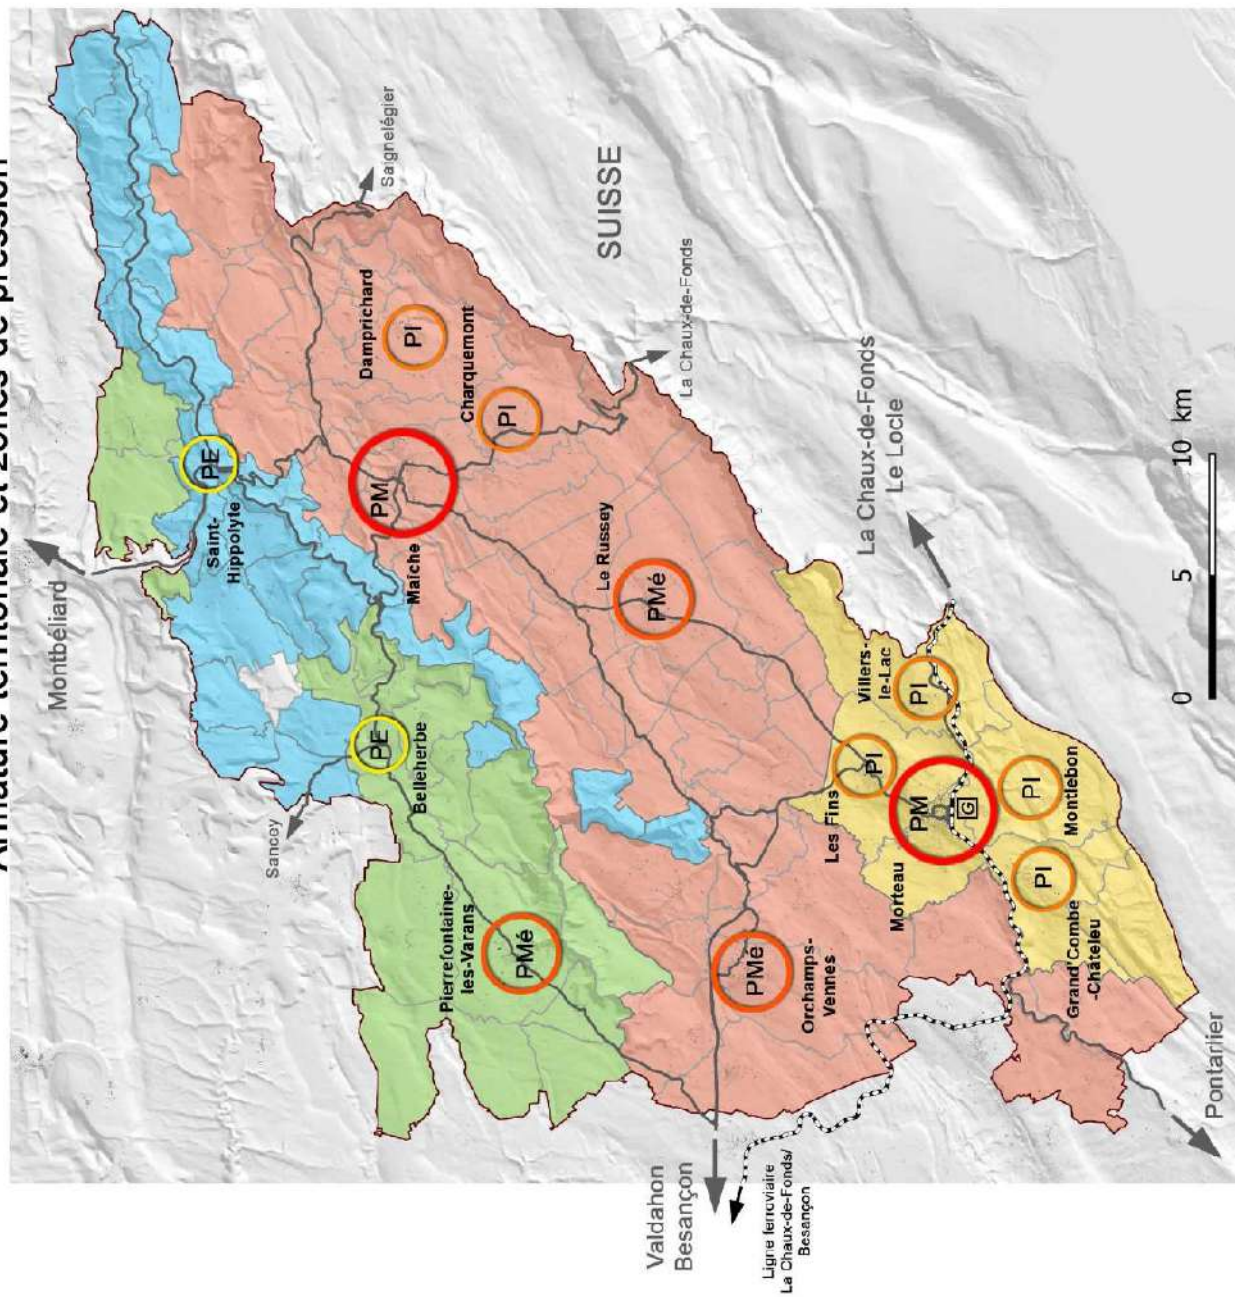 Armature territoriale et zones de pression
Montbéliard
Saignelégier
Sancey
PE
Saint-
Hippolyte
PE
Belleherbe
Damprichard
PI
Charquemont
PI
PM
Maîche
SUISSE
La Chaux-de-Fonds
Pierrefontaine-
les-Varans
PMé
Le Russey
PMé
Valdahon
Besançon
Orchamps-
Vennes
PMé
Ligne ferroviaire
La Chaux-de-Fonds/
Besançon
La Chaux-de-Fonds
Le Locle
Villers-
le-Lac
PI
Les Fins
PI
Morteau
PM
G
Montlebon
PI
Grand'Combe
-Châteleu
PI
Pontarlier
0 5 10 km